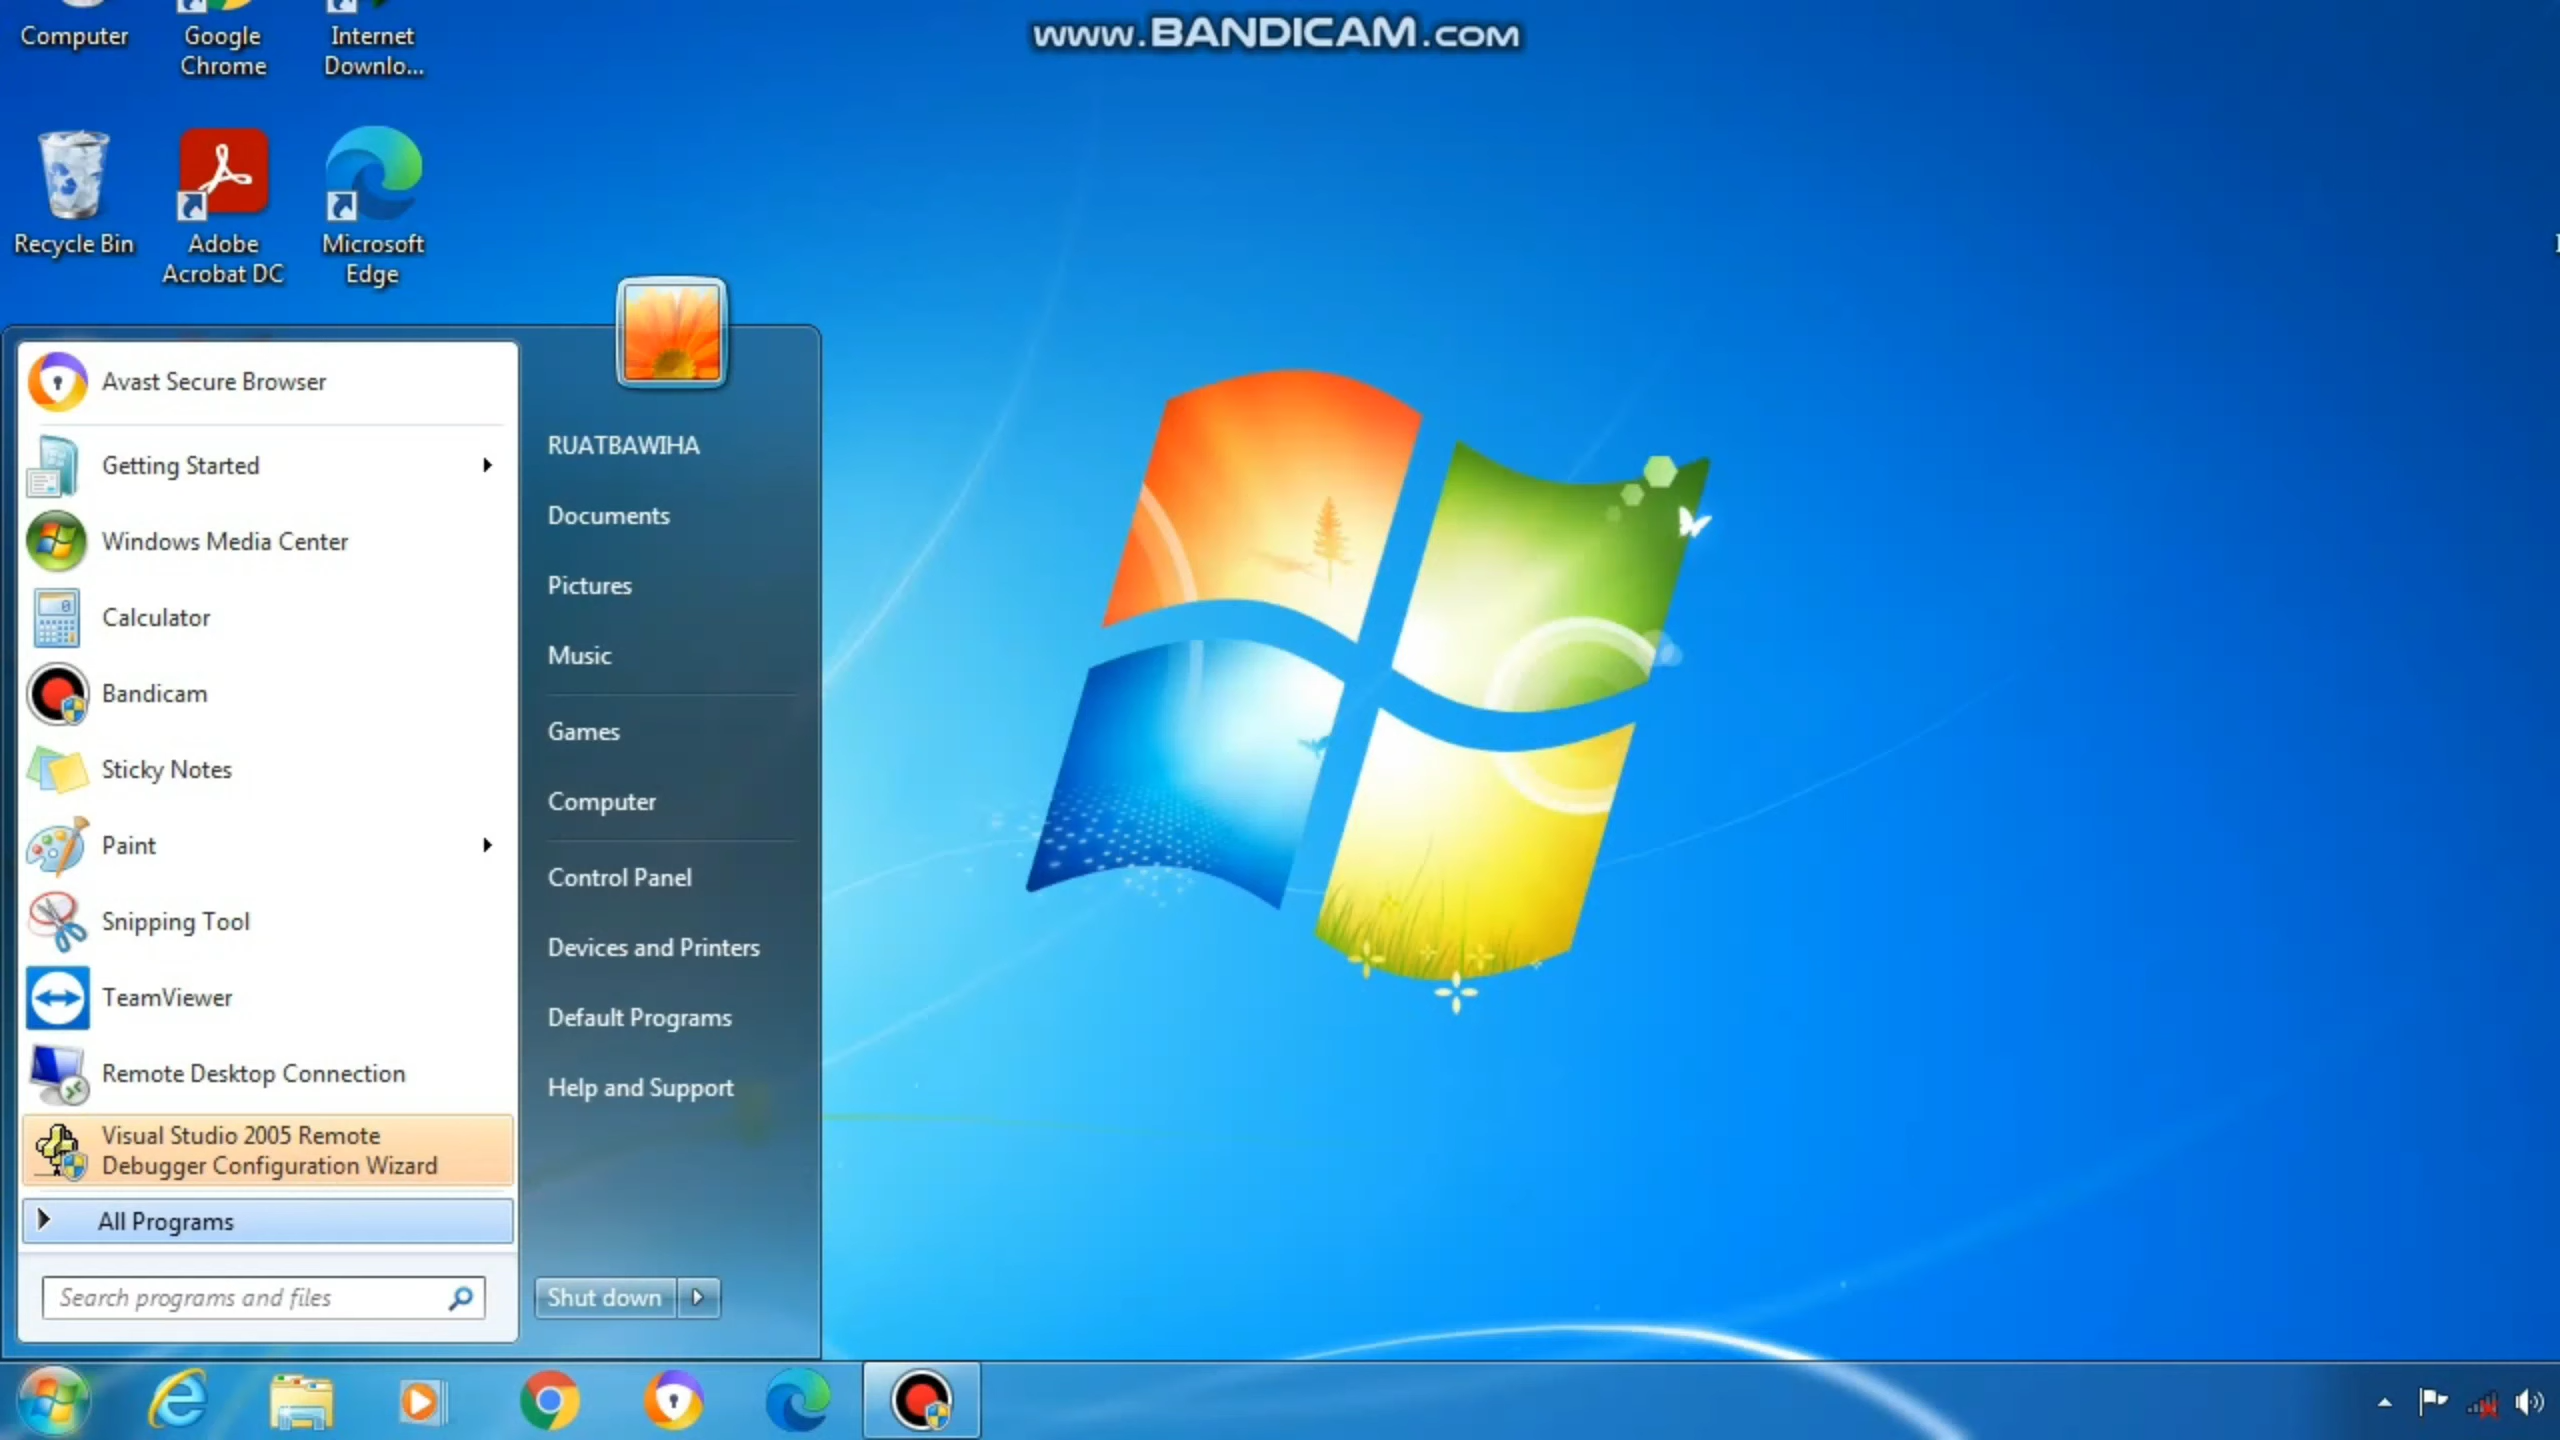 www.BANDICAM.com
Computer
Google
Chrome
Internet
Downlo...
Recycle Bin
Adobe
Acrobat DC
Microsoft
Edge
Avast Secure Browser
Getting Started
Windows Media Center
Calculator
Bandicam
Sticky Notes
Paint
Snipping Tool
TeamViewer
Remote Desktop Connection
Visual Studio 2005 Remote
Debugger Configuration Wizard
All Programs
Search programs and files
RUATBAWIHA
Documents
Pictures
Music
Games
Computer
Control Panel
Devices and Printers
Default Programs
Help and Support
Shut down